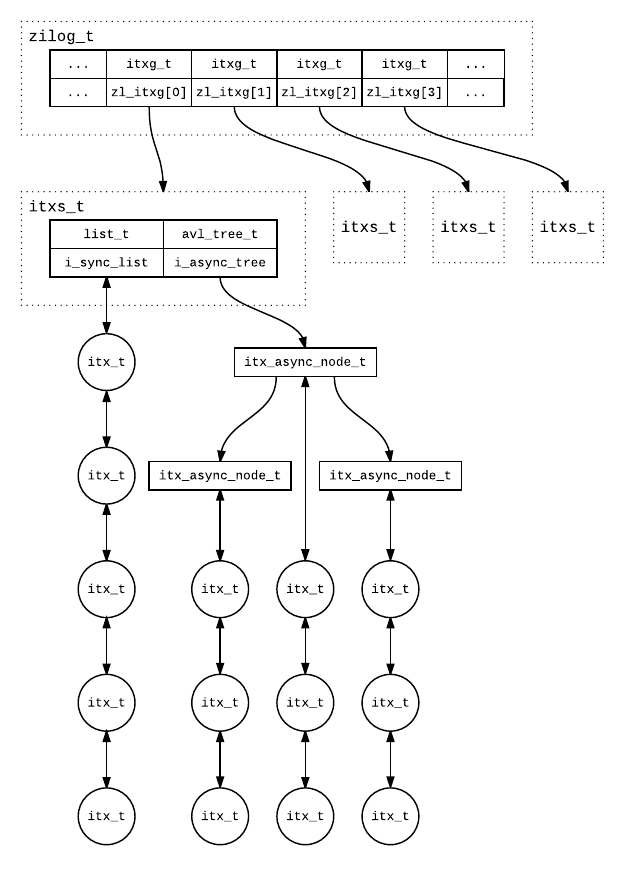 zilog_t
... itxg_t itxg_t itxg_t itxg_t ...
... zl_itxg[0] zl_itxg[1] zl_itxg[2] zl_itxg[3] ...
itxs_t
itxs_t itxs_t itxs_t
list_t avl_tree_t
i_sync_list i_async_tree
itx_t itx_async_node_t
itx_t itx_async_node_t itx_async_node_t
itx_t itx_t itx_t itx_t
itx_t itx_t itx_t itx_t
itx_t itx_t itx_t itx_t